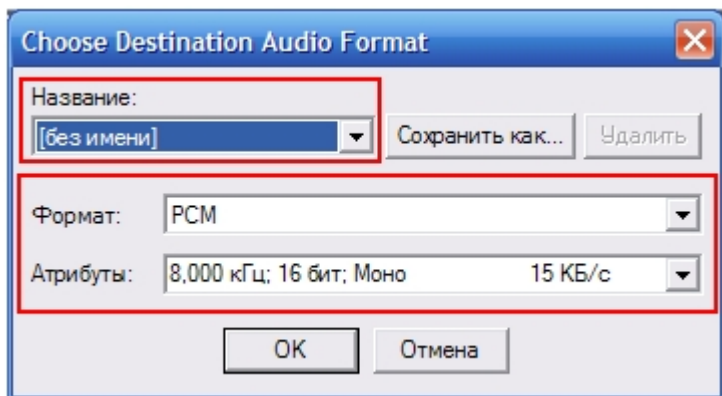 Choose Destination Audio Format
Название:
[без имени] Сохранить как... Удалить
Формат: PCM
Атрибуты: 8,000 кГц; 16 бит; Моно 15 КБ/с
OK Отмена